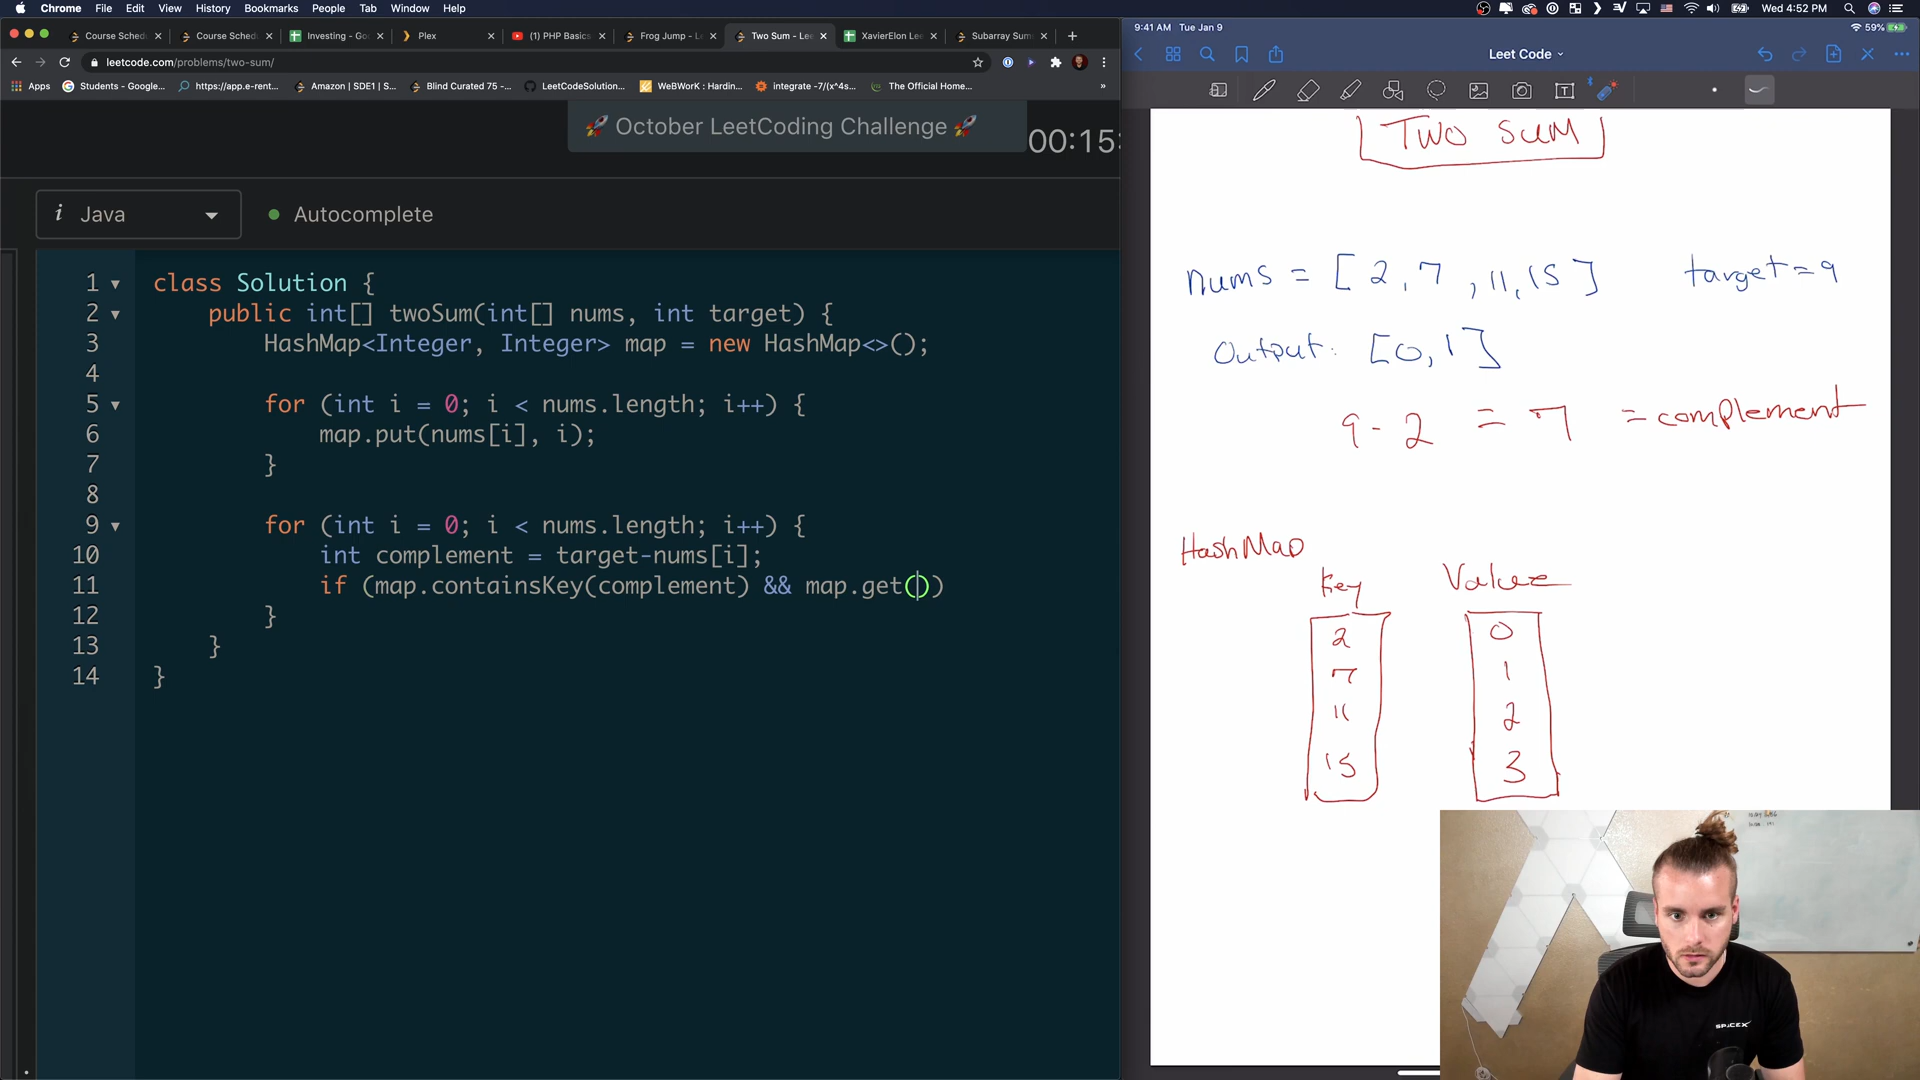 Chrome File Edit View History Bookmarks People Tab Window Help
Wed 4:52 PM
Course Sched
Course Sched
Investing - Goo
Plex
(1) PHP Basics
Frog Jump - Le
Two Sum - Lee
XavierElon Lee
Subarray Sum
leetcode.com/problems/two-sum/
Apps
Students - Google...
https://app.e-rent...
Amazon | SDE1 | S...
Blind Curated 75 -...
LeetCodeSolution...
WeBWorK : Hardin...
integrate -7/(x^4s...
The Official Home...
»
🚀 October LeetCoding Challenge 🚀
00:15:
i Java
Autocomplete
1 class Solution {
2 public int[] twoSum(int[] nums, int target) {
3 HashMap<Integer, Integer> map = new HashMap<>();
4
5 for (int i = 0; i < nums.length; i++) {
6 map.put(nums[i], i);
7 }
8
9 for (int i = 0; i < nums.length; i++) {
10 int complement = target-nums[i];
11 if (map.containsKey(complement) && map.get())
12 }
13 }
14 }
9:41 AM Tue Jan 9
59%
Leet Code
TWO SUM
nums = [ 2, 7 , 11, 15 ] target = 9
Output: [0, 1]
9 - 2 = 7 = complement
HashMap
Key Value
2 0
7 1
11 2
15 3
SPACEX